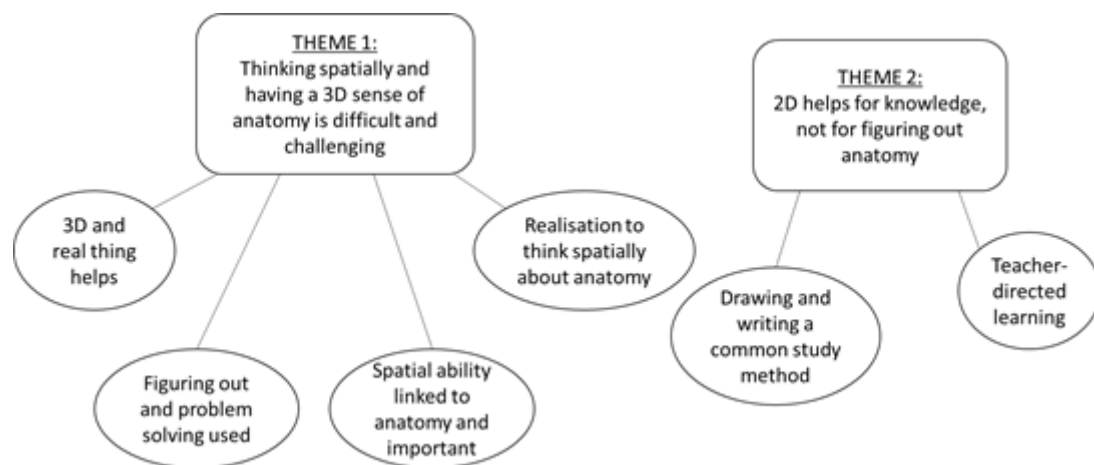 THEME 1:
Thinking spatially and
having a 3D sense of
anatomy is difficult and
challenging
THEME 2:
2D helps for knowledge,
not for figuring out
anatomy
3D and
real thing
helps
Realisation to
think spatially
about anatomy
Figuring out
and problem
solving used
Spatial ability
linked to
anatomy and
important
Drawing and
writing a
common study
method
Teacher-
directed
learning